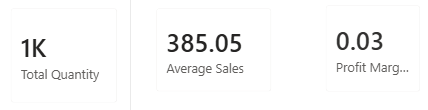 1K
Total Quantity
385.05
Average Sales
0.03
Profit Marg...